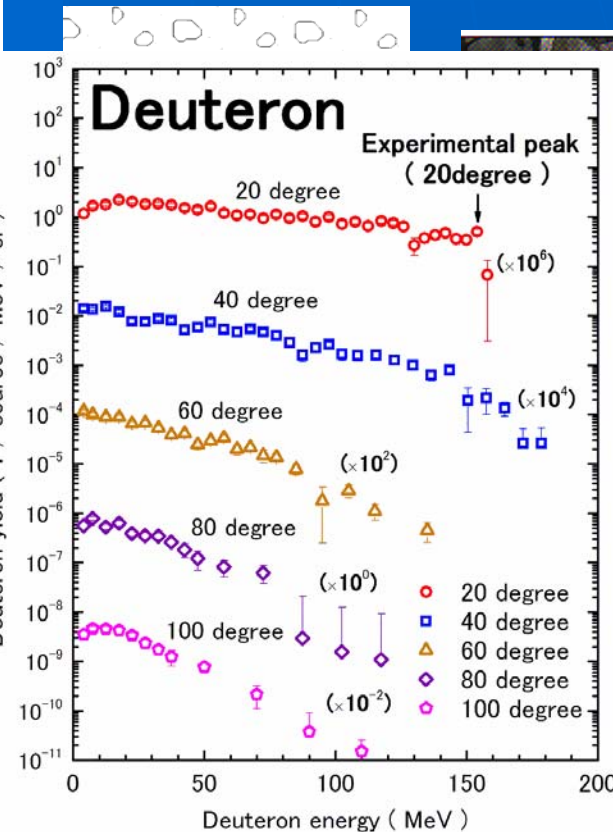 Deuteron
Experimental peak
( 20degree )
20 degree
(×10⁶)
40 degree
(×10⁴)
60 degree
(×10²)
80 degree
(×10⁰)
100 degree
(×10⁻²)
20 degree
40 degree
60 degree
80 degree
100 degree
10³
10²
10¹
10⁰
10⁻¹
10⁻²
10⁻³
10⁻⁴
10⁻⁵
10⁻⁶
10⁻⁷
10⁻⁸
10⁻⁹
10⁻¹⁰
10⁻¹¹
0 50 100 150 200
Deuteron energy ( MeV )